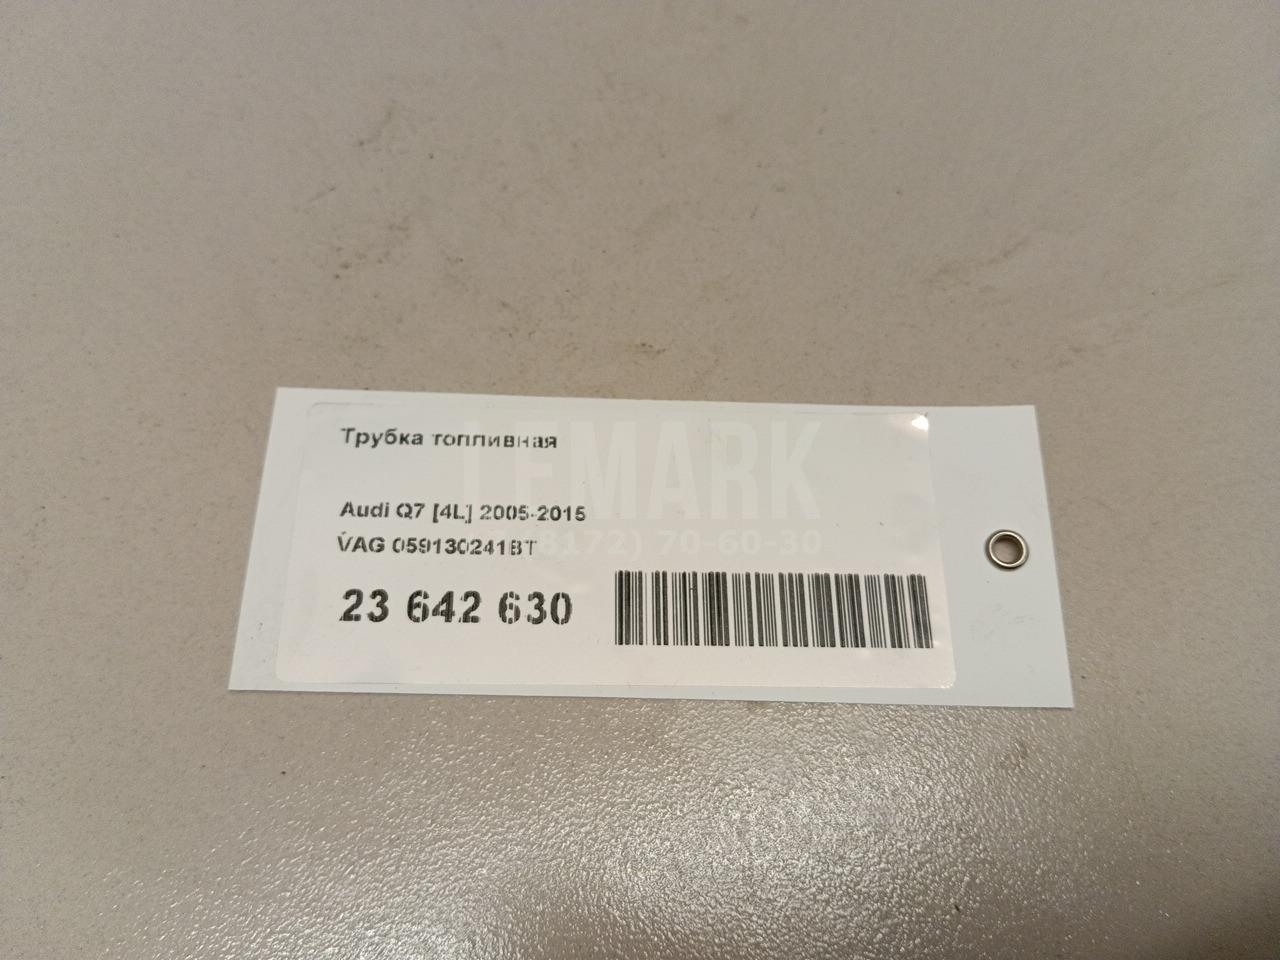 Трубка топливная
LEMARK
Audi Q7 [4L] 2005-2015
VAG 059130241BT
(8172) 70-60-30
23 642 630